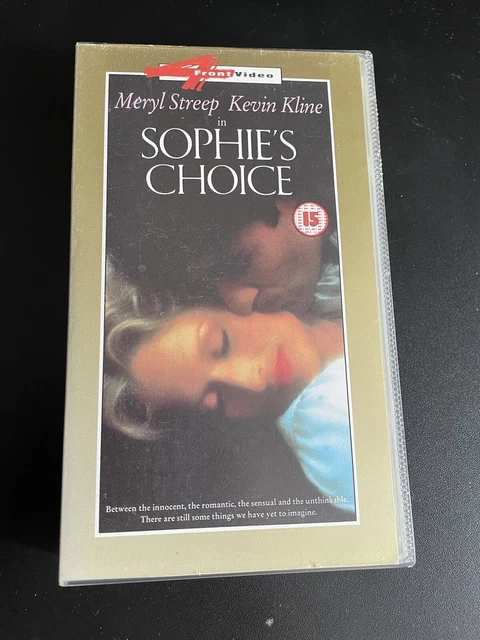 4 Front Video
Meryl Streep Kevin Kline
in
SOPHIE'S
CHOICE
15
Between the innocent, the romantic, the sensual and the unthinkable.
There are still some things we have yet to imagine.